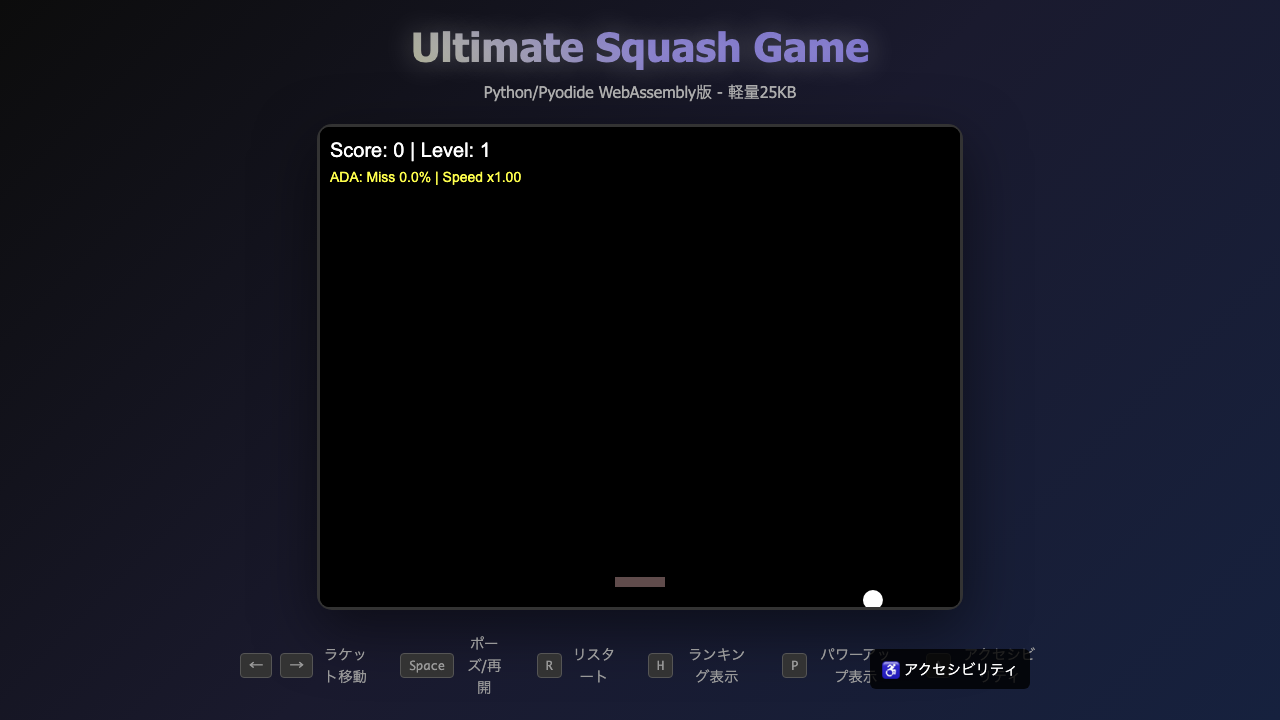 Ultimate Squash Game
Python/Pyodide WebAssembly版 - 軽量25KB
Score: 0 | Level: 1
ADA: Miss 0.0% | Speed x1.00
← → ラケッ
ト移動
Space ポー
ズ/再
開
R リスタ
ート
H ランキン
グ表示
P パワーアッ
プ表示
♿ アクセシビリティ